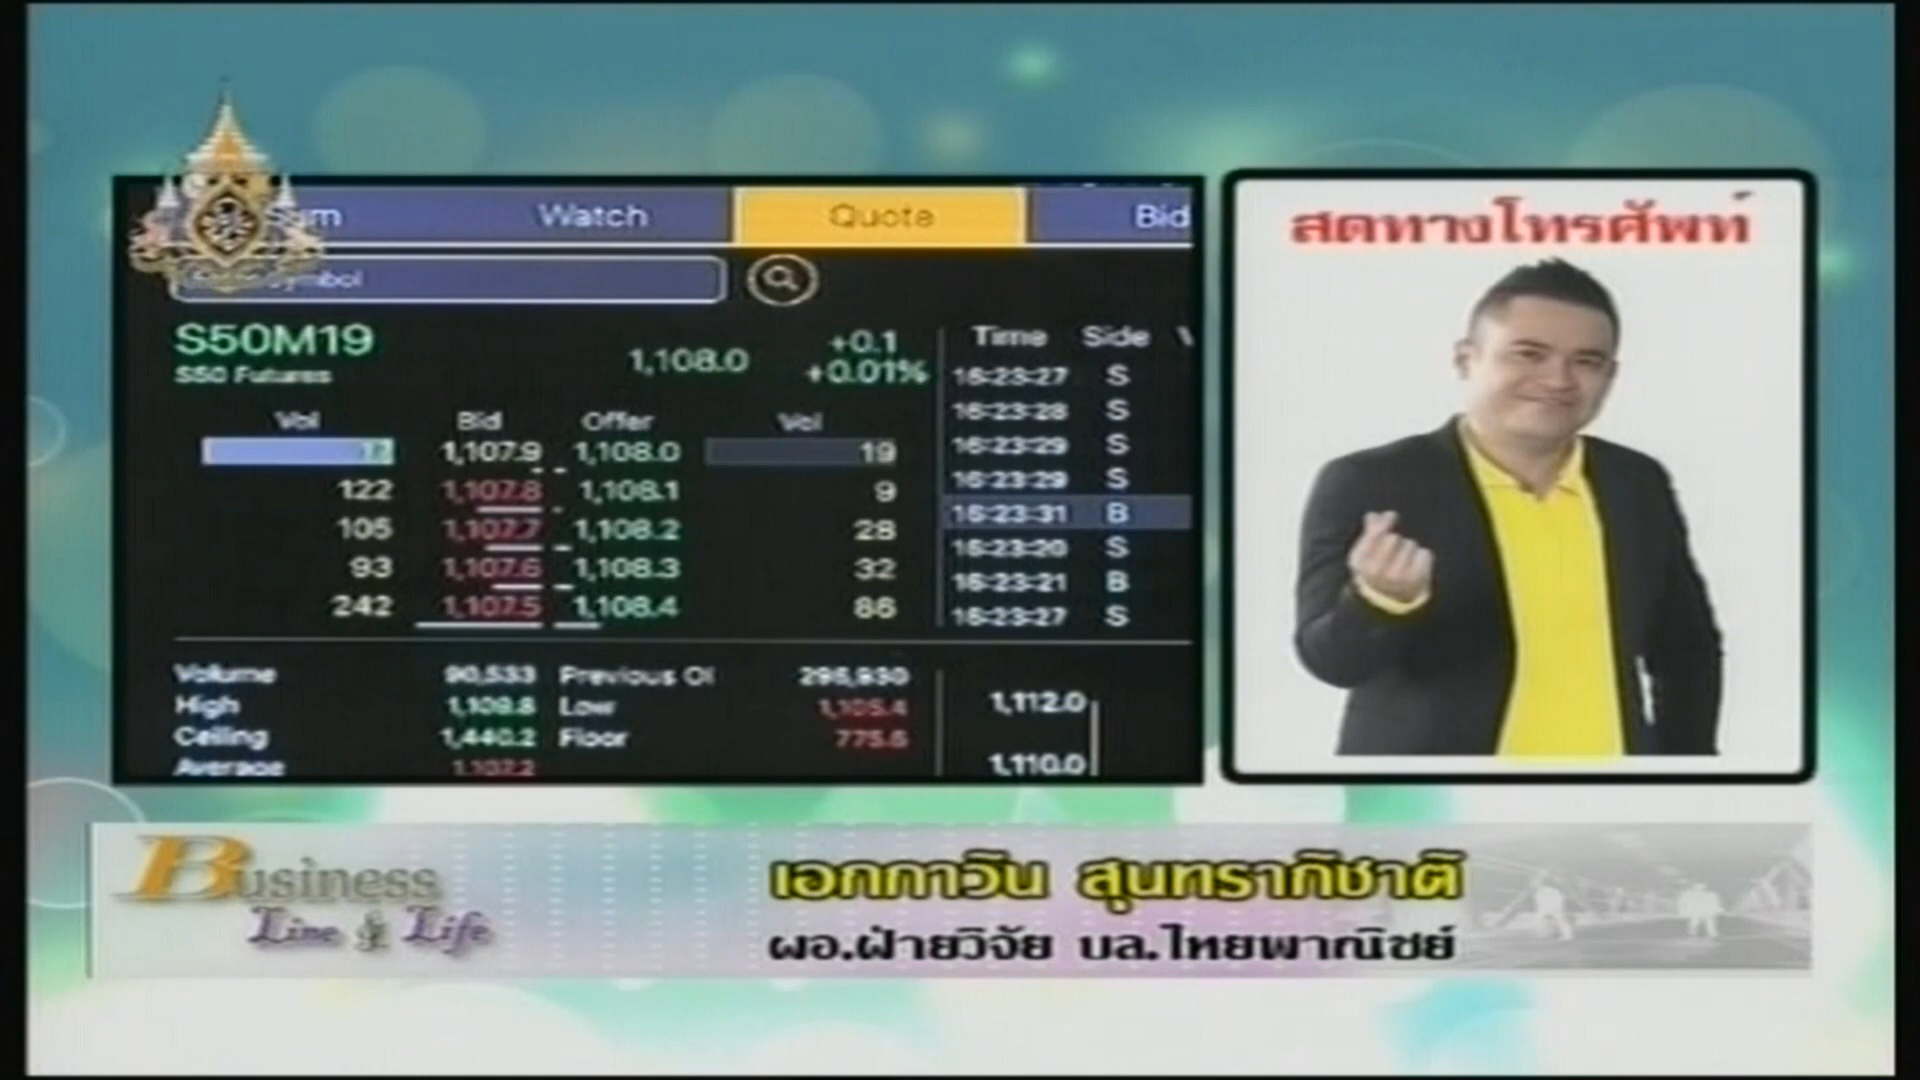 Watch Quote Bid
S50M19
S50 Futures
1,108.0
+0.1
+0.01%
Vol Bid Offer Vol
1,107.9 1,108.0 19
122 1,107.8 1,108.1 9
105 1,107.7 1,108.2 28
93 1,107.6 1,108.3 32
242 1,107.5 1,108.4 86
Volume 90,533 Previous OI
High Low 1,105.4
Ceiling 1,440.2 Floor 775.6
Average 1,107.2
Time Side
16:23:27 S
16:23:28 S
16:23:29 S
16:23:29 S
16:23:31 B
16:23:20 S
16:23:21 B
16:23:27 S
1,112.0
1,110.0
สดทางโทรศัพท์
Business
Line & Life
เอกภาวิน สุนทราภิชาติ
ผอ.ฝ่ายวิจัย บล.ไทยพาณิชย์